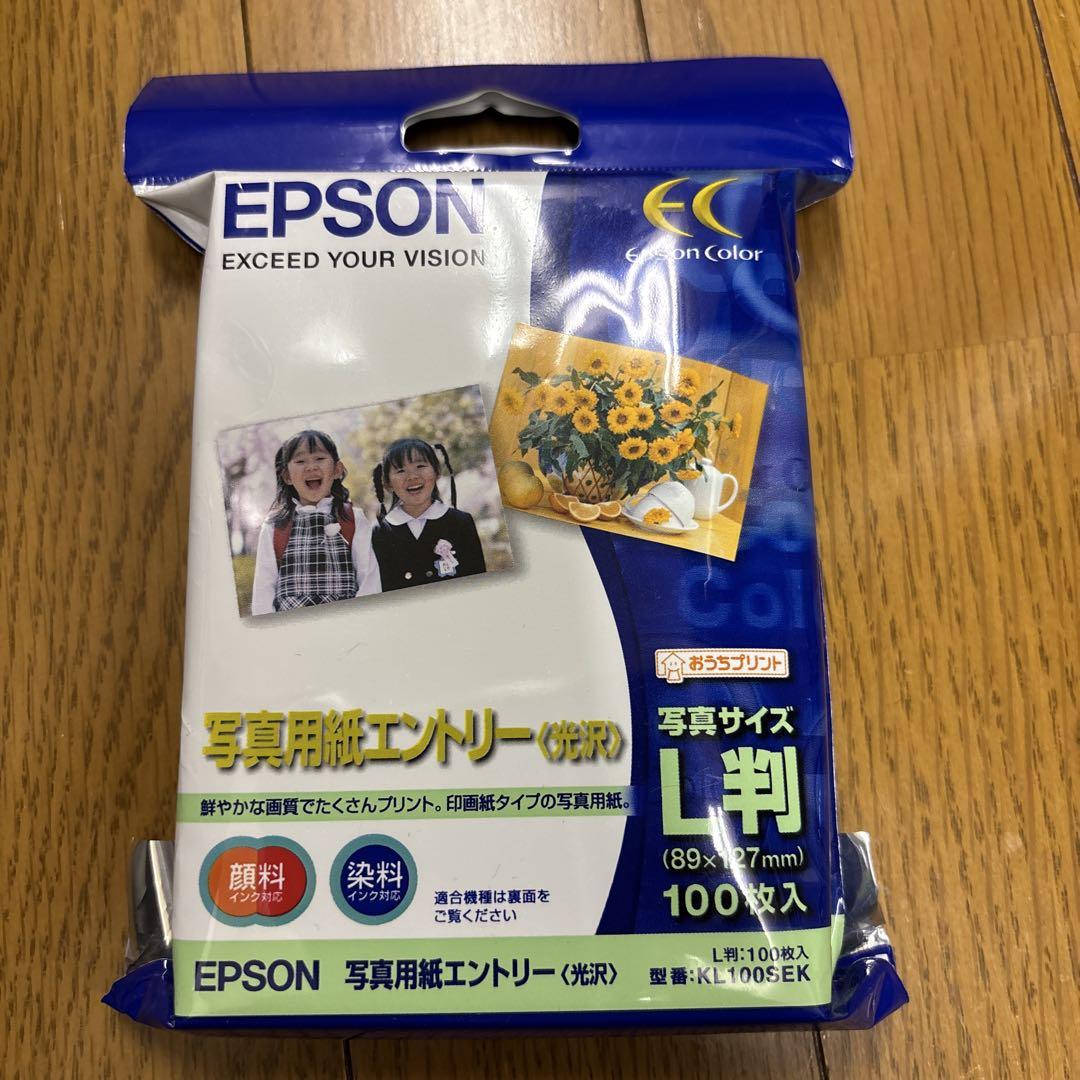 EPSON
EXCEED YOUR VISION
EC
Epson Color
Col
おうちプリント
写真用紙エントリー〈光沢〉
写真サイズ
L判
(89×127mm)
100枚入
鮮やかな画質でたくさんプリント。印画紙タイプの写真用紙。
顔料
インク対応
染料
インク対応
適合機種は裏面を
ご覧ください
EPSON 写真用紙エントリー〈光沢〉
L判:100枚入
型番:KL100SEK